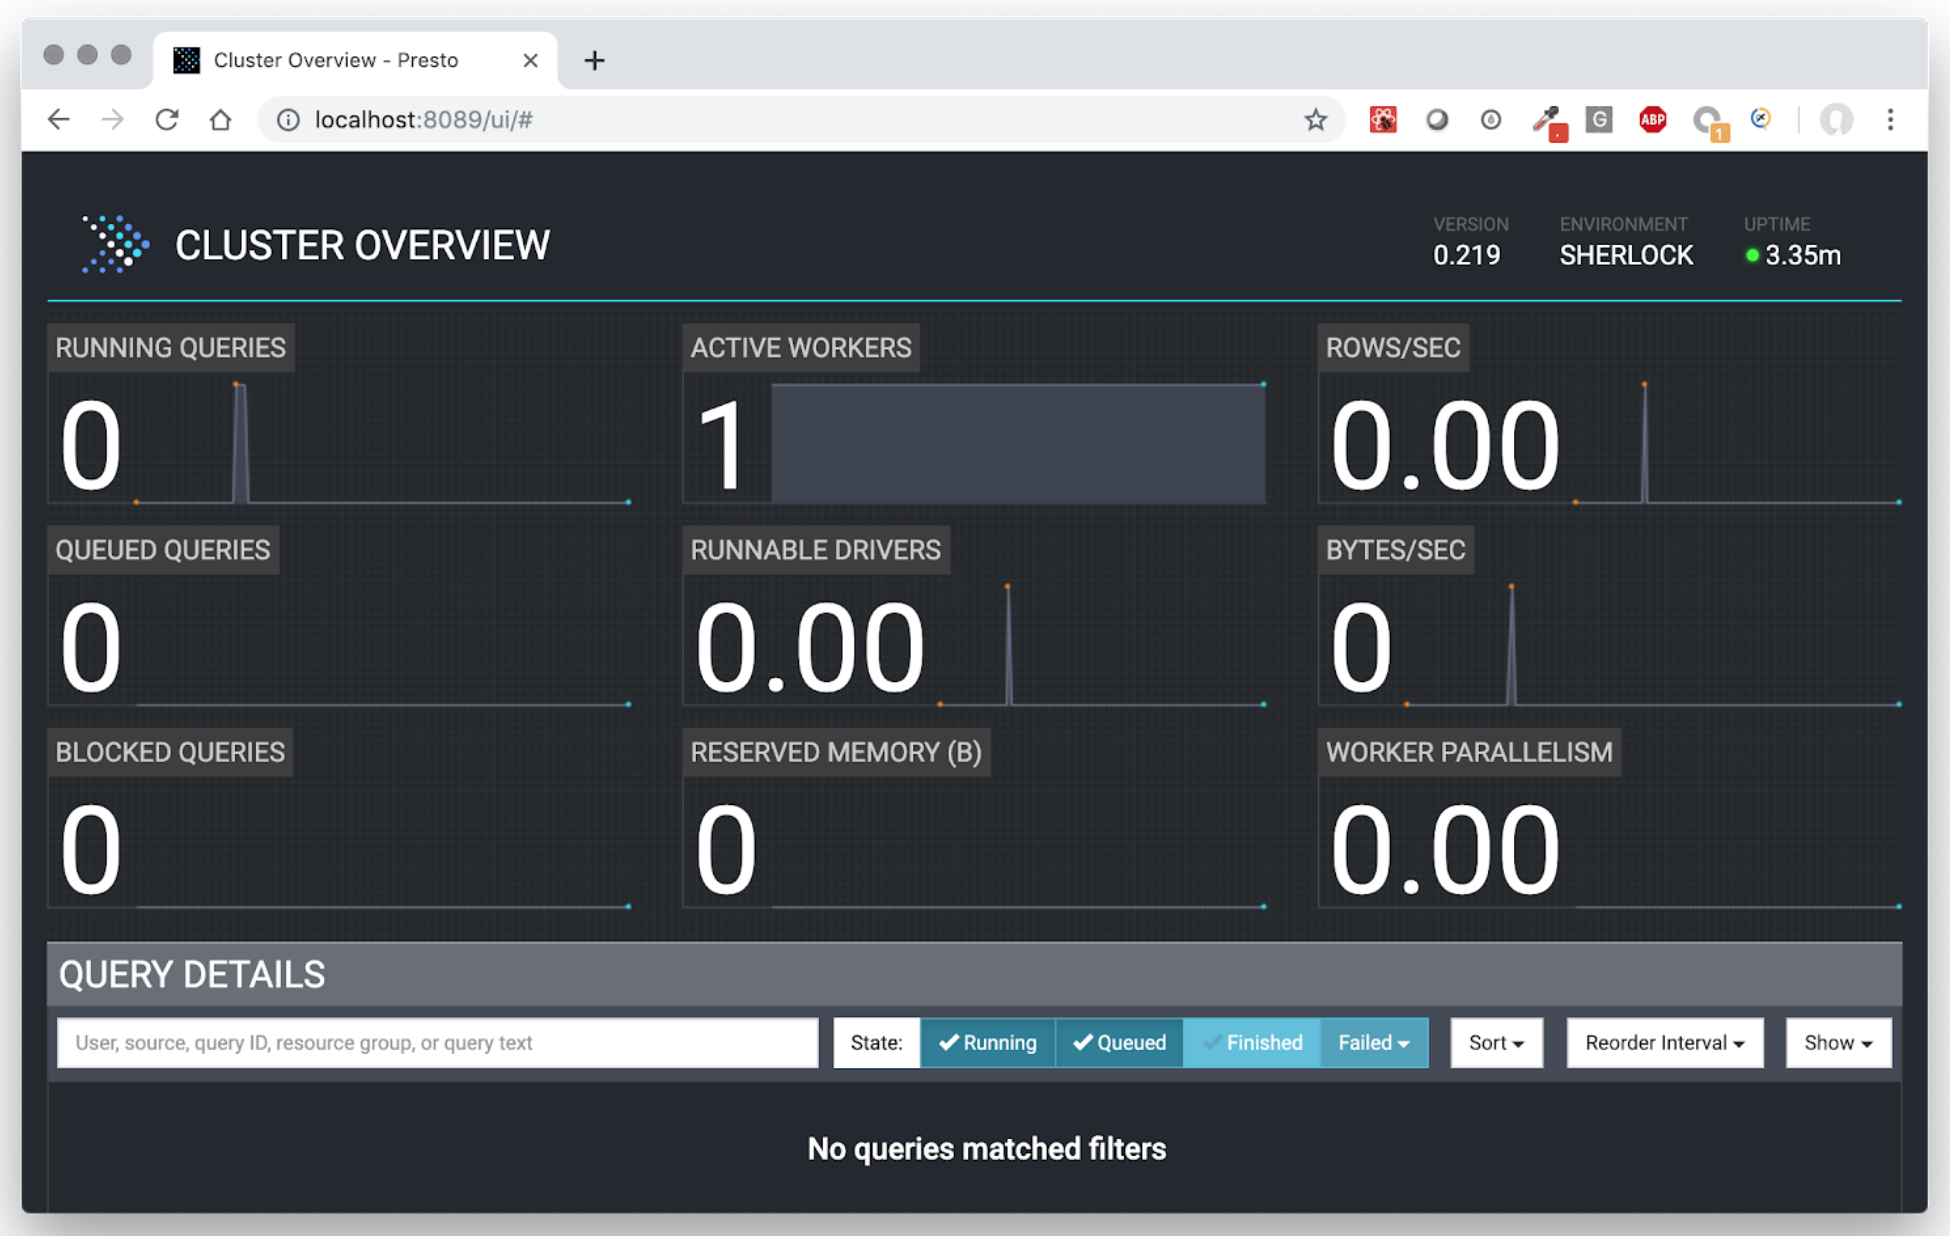 Cluster Overview - Presto
localhost:8089/ui/#
G
ABP
1
CLUSTER OVERVIEW
VERSION
0.219
ENVIRONMENT
SHERLOCK
UPTIME
3.35m
RUNNING QUERIES
0
ACTIVE WORKERS
1
ROWS/SEC
0.00
QUEUED QUERIES
0
RUNNABLE DRIVERS
0.00
BYTES/SEC
0
BLOCKED QUERIES
0
RESERVED MEMORY (B)
0
WORKER PARALLELISM
0.00
QUERY DETAILS
User, source, query ID, resource group, or query text
State: Running Queued Finished Failed
Sort
Reorder Interval
Show
No queries matched filters